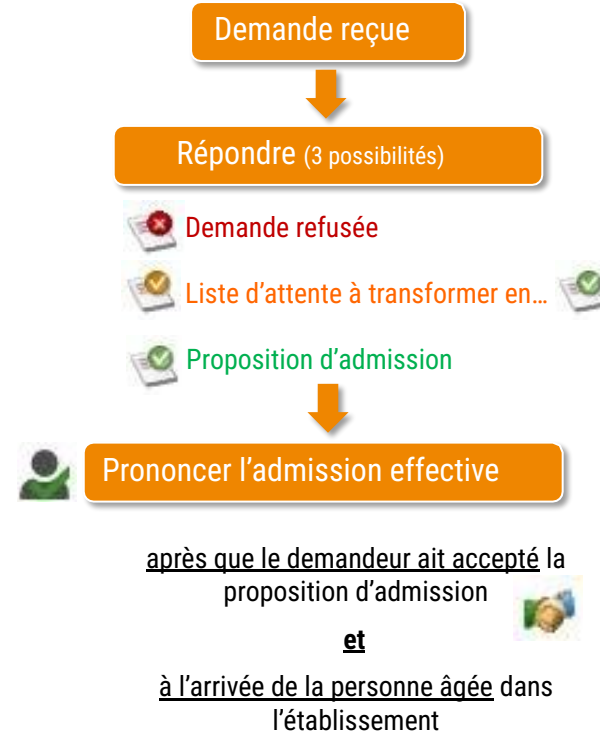 Demande reçue
Répondre (3 possibilités)
Demande refusée
Liste d’attente à transformer en…
Proposition d’admission
Prononcer l’admission effective
après que le demandeur ait accepté la
proposition d’admission
et
à l’arrivée de la personne âgée dans
l’établissement